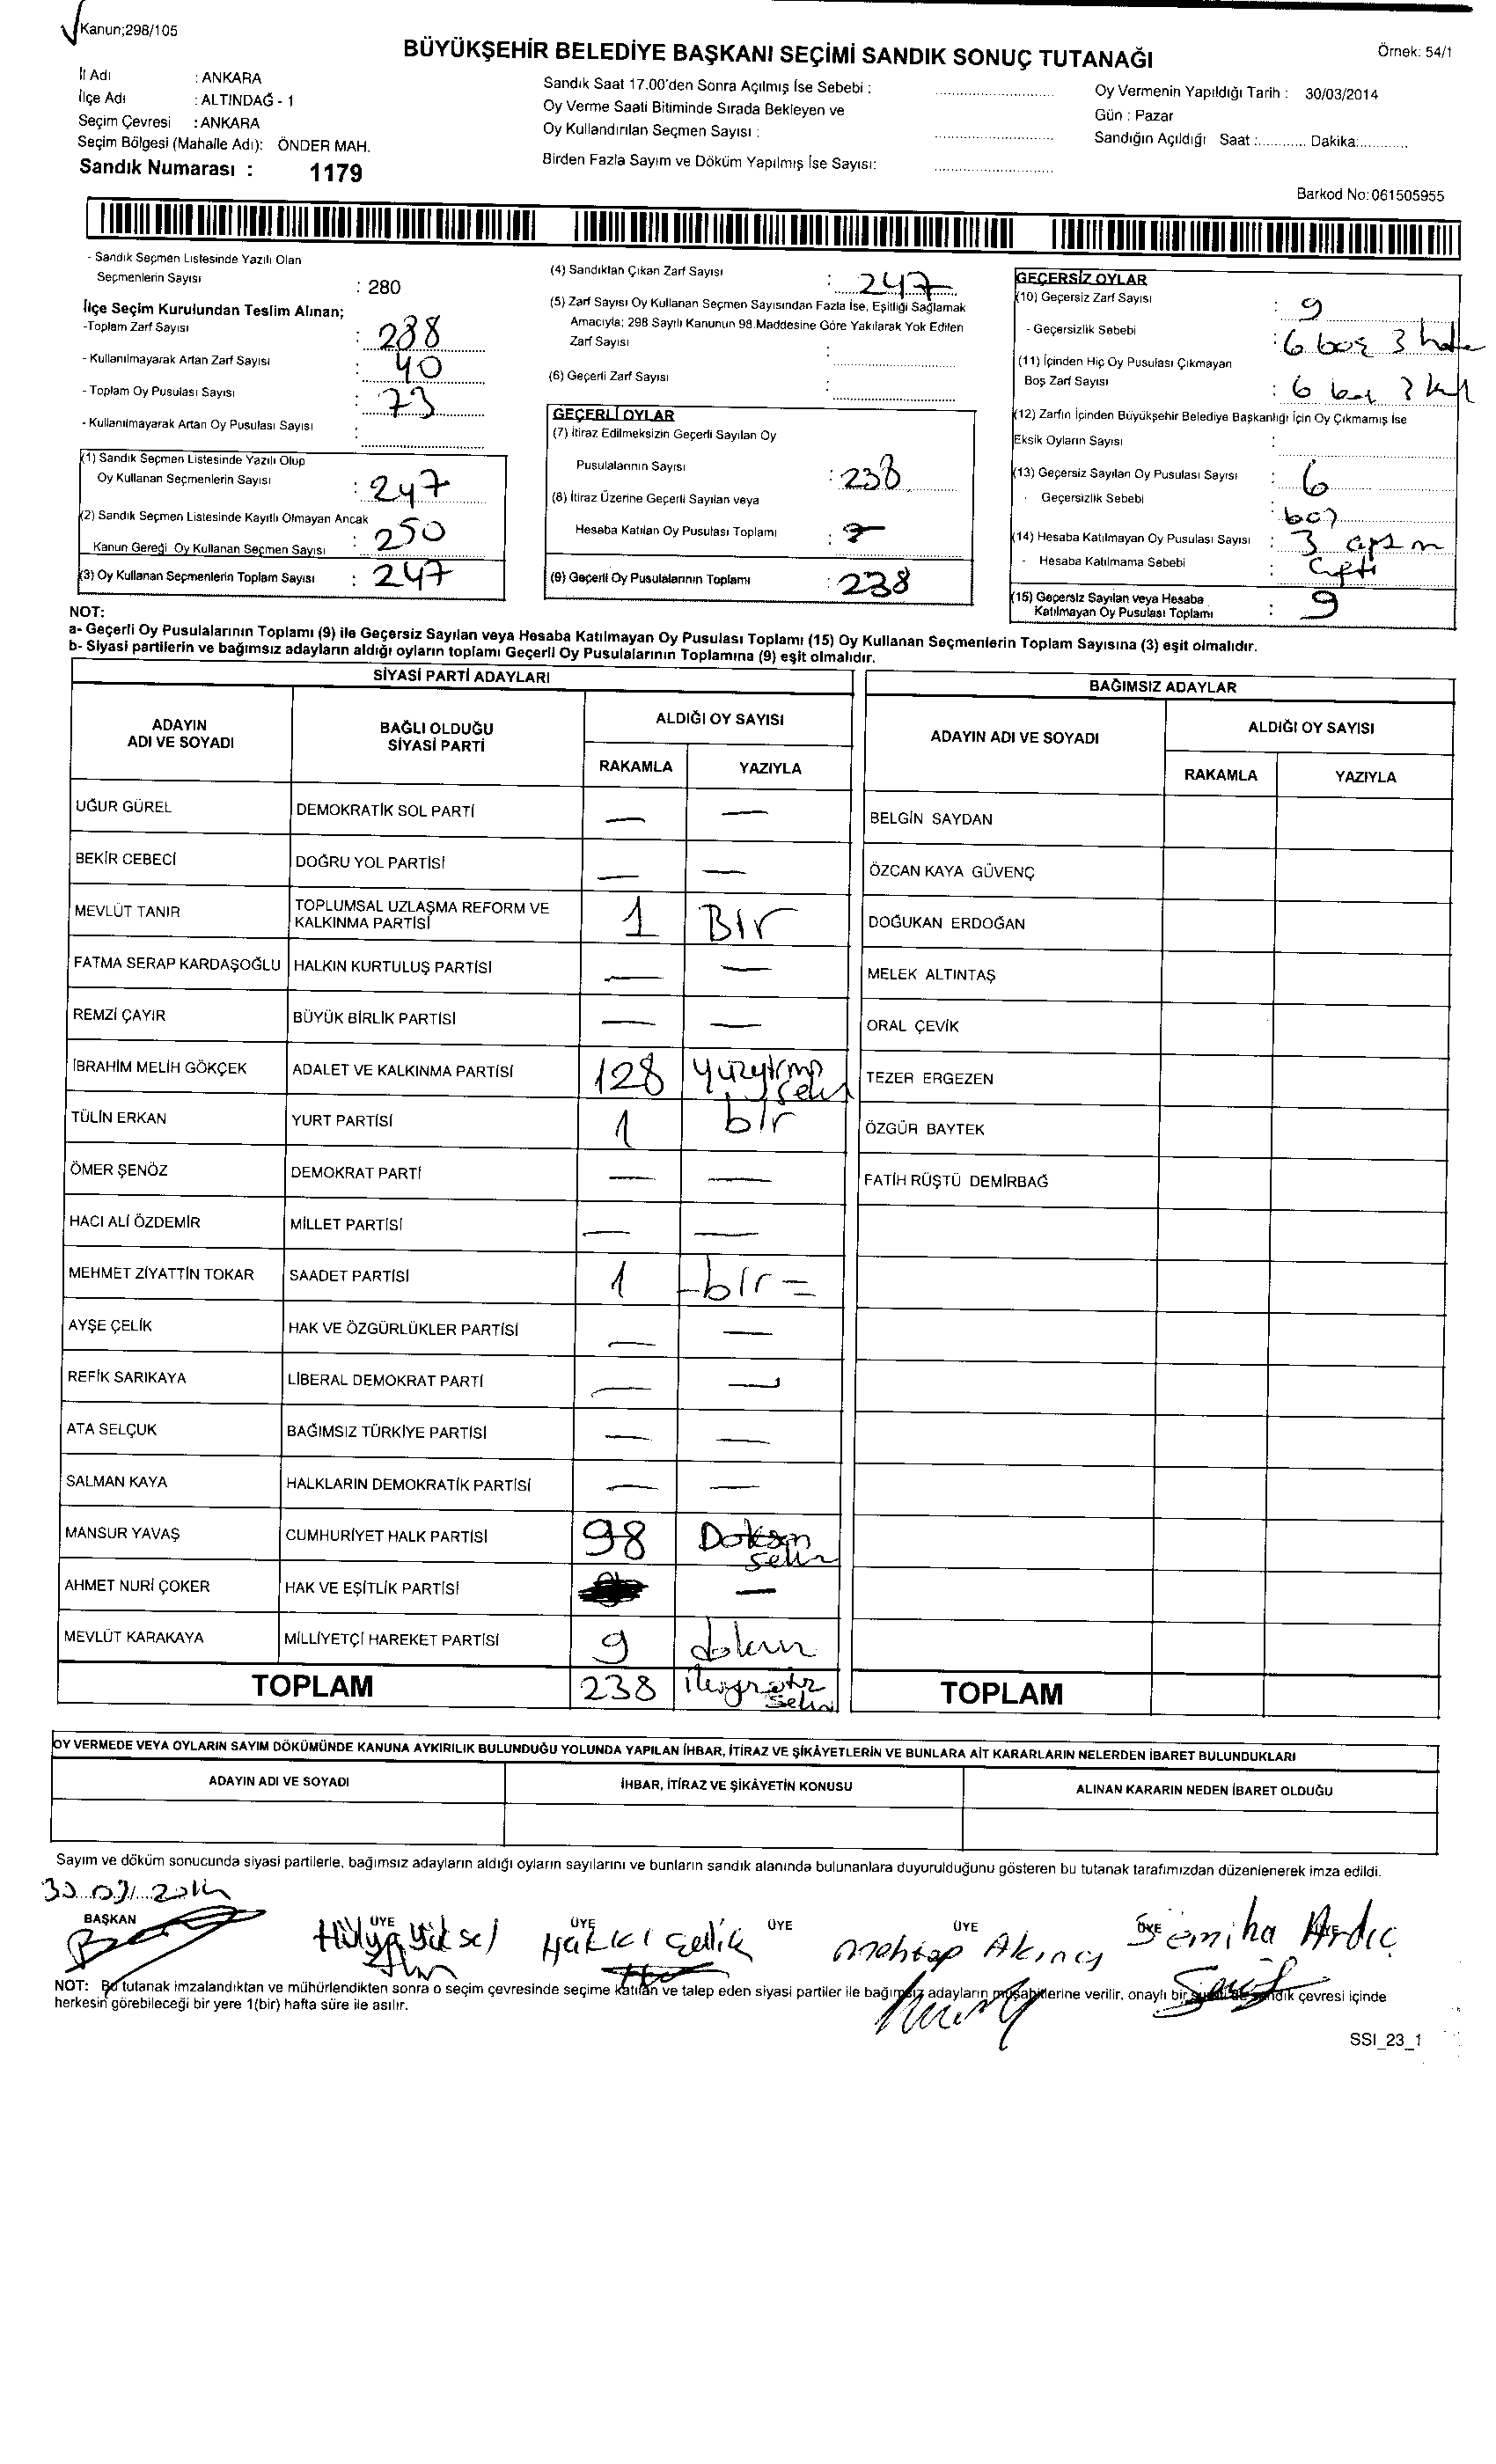 Kanun;298/105
BÜYÜKŞEHİR BELEDİYE BAŞKANI SEÇİMİ SANDIK SONUÇ TUTANAĞI
Örnek: 54/1
İl Adı : ANKARA
İlçe Adı : ALTINDAĞ - 1
Seçim Çevresi : ANKARA
Seçim Bölgesi (Mahalle Adı): ÖNDER MAH.
Sandık Numarası : 1179
Sandık Saat 17.00'den Sonra Açılmış İse Sebebi :
Oy Verme Saati Bitiminde Sırada Bekleyen ve
Oy Kullandırılan Seçmen Sayısı :
Birden Fazla Sayım ve Döküm Yapılmış İse Sayısı:
Oy Vermenin Yapıldığı Tarih : 30/03/2014
Gün : Pazar
Sandığın Açıldığı Saat :............ Dakika:............
Barkod No:061505955
- Sandık Seçmen Listesinde Yazılı Olan
Seçmenlerin Sayısı : 280
İlçe Seçim Kurulundan Teslim Alınan;
-Toplam Zarf Sayısı : 288
- Kullanılmayarak Artan Zarf Sayısı : 40
- Toplam Oy Pusulası Sayısı : 73
- Kullanılmayarak Artan Oy Pusulası Sayısı :
(1) Sandık Seçmen Listesinde Yazılı Olup
Oy Kullanan Seçmenlerin Sayısı : 247
(2) Sandık Seçmen Listesinde Kayıtlı Olmayan Ancak
Kanun Gereği Oy Kullanan Seçmen Sayısı : 250
(3) Oy Kullanan Seçmenlerin Toplam Sayısı : 247
(4) Sandıktan Çıkan Zarf Sayısı : 247
(5) Zarf Sayısı Oy Kullanan Seçmen Sayısından Fazla İse, Eşitliği Sağlamak
Amacıyla; 298 Sayılı Kanunun 98.Maddesine Göre Yakılarak Yok Edilen
Zarf Sayısı :
(6) Geçerli Zarf Sayısı :
GEÇERLİ OYLAR
(7) İtiraz Edilmeksizin Geçerli Sayılan Oy
Pusulalarının Sayısı : 238
(8) İtiraz Üzerine Geçerli Sayılan veya
Hesaba Katılan Oy Pusulası Toplamı :
(9) Geçerli Oy Pusulalarının Toplamı : 238
GEÇERSİZ OYLAR
(10) Geçersiz Zarf Sayısı : 9
- Geçersizlik Sebebi : 6 boş 3
(11) İçinden Hiç Oy Pusulası Çıkmayan
Boş Zarf Sayısı : 6
(12) Zarfın İçinden Büyükşehir Belediye Başkanlığı İçin Oy Çıkmamış İse
Eksik Oyların Sayısı :
(13) Geçersiz Sayılan Oy Pusulası Sayısı : 6
- Geçersizlik Sebebi : boş
(14) Hesaba Katılmayan Oy Pusulası Sayısı : 3
- Hesaba Katılmama Sebebi :
(15) Geçersiz Sayılan veya Hesaba
Katılmayan Oy Pusulası Toplamı : 9
NOT:
a- Geçerli Oy Pusulalarının Toplamı (9) ile Geçersiz Sayılan veya Hesaba Katılmayan Oy Pusulası Toplamı (15) Oy Kullanan Seçmenlerin Toplam Sayısına (3) eşit olmalıdır.
b- Siyasi partilerin ve bağımsız adayların aldığı oyların toplamı Geçerli Oy Pusulalarının Toplamına (9) eşit olmalıdır.
SİYASİ PARTİ ADAYLARI
ADAYIN ADI VE SOYADI
BAĞLI OLDUĞU SİYASİ PARTİ
ALDIĞI OY SAYISI
RAKAMLA YAZIYLA
UĞUR GÜREL DEMOKRATİK SOL PARTİ — —
BEKİR CEBECİ DOĞRU YOL PARTİSİ — —
MEVLÜT TANIR TOPLUMSAL UZLAŞMA REFORM VE KALKINMA PARTİSİ 1 Bir
FATMA SERAP KARDAŞOĞLU HALKIN KURTULUŞ PARTİSİ — —
REMZİ ÇAYIR BÜYÜK BİRLİK PARTİSİ — —
İBRAHİM MELİH GÖKÇEK ADALET VE KALKINMA PARTİSİ 128 yüzyirmi sekiz
TÜLİN ERKAN YURT PARTİSİ 1 bir
ÖMER ŞENÖZ DEMOKRAT PARTİ — —
HACI ALİ ÖZDEMİR MİLLET PARTİSİ — —
MEHMET ZİYATTİN TOKAR SAADET PARTİSİ 1 -bir=
AYŞE ÇELİK HAK VE ÖZGÜRLÜKLER PARTİSİ — —
REFİK SARIKAYA LİBERAL DEMOKRAT PARTİ — —
ATA SELÇUK BAĞIMSIZ TÜRKİYE PARTİSİ — —
SALMAN KAYA HALKLARIN DEMOKRATİK PARTİSİ — —
MANSUR YAVAŞ CUMHURİYET HALK PARTİSİ 98 Doksan sekiz
AHMET NURİ ÇOKER HAK VE EŞİTLİK PARTİSİ —
MEVLÜT KARAKAYA MİLLİYETÇİ HAREKET PARTİSİ 9 dokuz
TOPLAM 238 ikiyüzotuz sekiz
BAĞIMSIZ ADAYLAR
ADAYIN ADI VE SOYADI
ALDIĞI OY SAYISI
RAKAMLA YAZIYLA
BELGİN SAYDAN
ÖZCAN KAYA GÜVENÇ
DOĞUKAN ERDOĞAN
MELEK ALTINTAŞ
ORAL ÇEVİK
TEZER ERGEZEN
ÖZGÜR BAYTEK
FATİH RÜŞTÜ DEMİRBAĞ
TOPLAM
OY VERMEDE VEYA OYLARIN SAYIM DÖKÜMÜNDE KANUNA AYKIRILIK BULUNDUĞU YOLUNDA YAPILAN İHBAR, İTİRAZ VE ŞİKÂYETLERİN VE BUNLARA AİT KARARLARIN NELERDEN İBARET BULUNDUKLARI
ADAYIN ADI VE SOYADI İHBAR, İTİRAZ VE ŞİKÂYETİN KONUSU ALINAN KARARIN NEDEN İBARET OLDUĞU
Sayım ve döküm sonucunda siyasi partilerle, bağımsız adayların aldığı oyların sayılarını ve bunların sandık alanında bulunanlara duyurulduğunu gösteren bu tutanak tarafımızdan düzenlenerek imza edildi.
30.03.2014
BAŞKAN ÜYE ÜYE ÜYE ÜYE ÜYE
Hülya Yüksel Hakkı Çelik Mehtap Akıncı Semiha Ardıç
NOT: Bu tutanak imzalandıktan ve mühürlendikten sonra o seçim çevresinde seçime katılan ve talep eden siyasi partiler ile bağımsız adayların müşahitlerine verilir, onaylı bir sureti de sandık çevresi içinde
herkesin görebileceği bir yere 1(bir) hafta süre ile asılır.
SSI_23_1